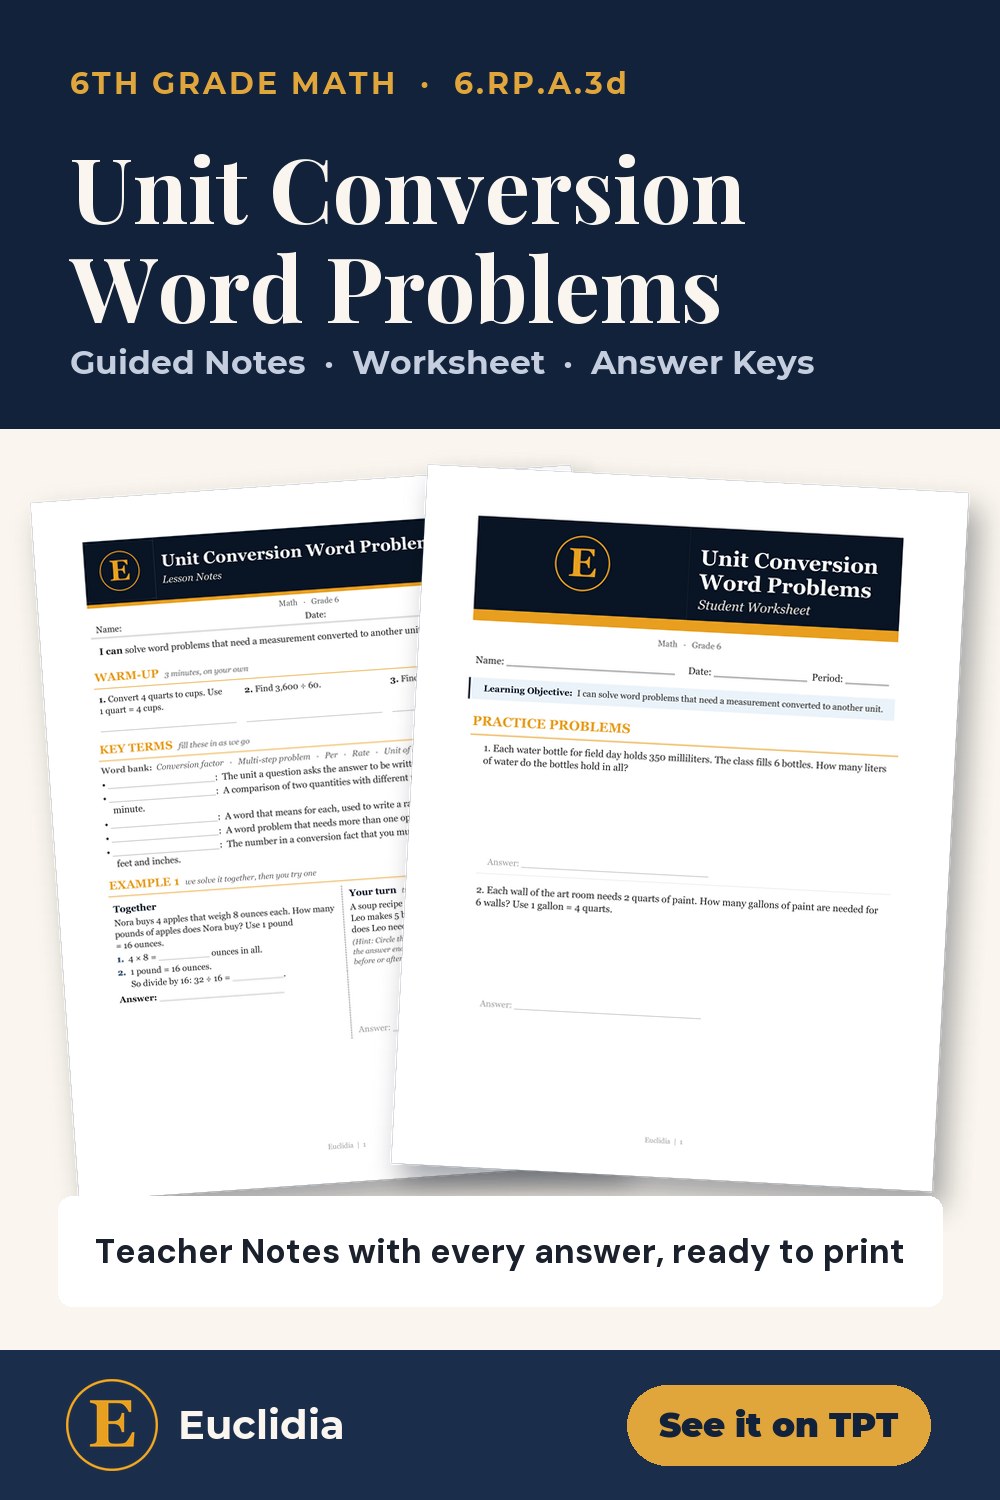 6TH GRADE MATH · 6.RP.A.3d
Unit Conversion
Word Problems
Guided Notes · Worksheet · Answer Keys
E
Unit Conversion Word
Lesson Notes
Math · Grade 6
Name:
Date:
I can solve word problems that need a measurement converted to another
WARM-UP 3 minutes, on your own
1. Convert 4 quarts to cups. Use
1 quart = 4 cups.
2. Find 3,600 ÷ 60.
3.
KEY TERMS fill these in as we go
Word bank: Conversion factor · Multi-step problem · Per · Rate · Unit of
: The unit a question asks the answer to be
: A comparison of two quantities with different
minute.
: A word that means for each, used to write a
: A word problem that needs more than one
: The number in a conversion fact that you
feet and inches.
EXAMPLE 1 we solve it together, then you try one
Together
Nora buys 4 apples that weigh 8 ounces each. How many
pounds of apples does Nora buy? Use 1 pound
= 16 ounces.
1. 4 × 8 = ounces in all.
2. 1 pound = 16 ounces.
So divide by 16: 32 ÷ 16 = .
Answer:
Your turn
A soup recipe
Leo makes 5
does Leo
(Hint: Circle
the answer
before or
Answer:
Euclidia | 1
E
Unit Conversion
Word Problems
Student Worksheet
Math · Grade 6
Name: Date: Period:
Learning Objective: I can solve word problems that need a measurement converted to another unit.
PRACTICE PROBLEMS
1. Each water bottle for field day holds 350 milliliters. The class fills 6 bottles. How many liters
of water do the bottles hold in all?
Answer:
2. Each wall of the art room needs 2 quarts of paint. How many gallons of paint are needed for
6 walls? Use 1 gallon = 4 quarts.
Answer:
Euclidia | 1
Teacher Notes with every answer, ready to print
E
Euclidia
See it on TPT